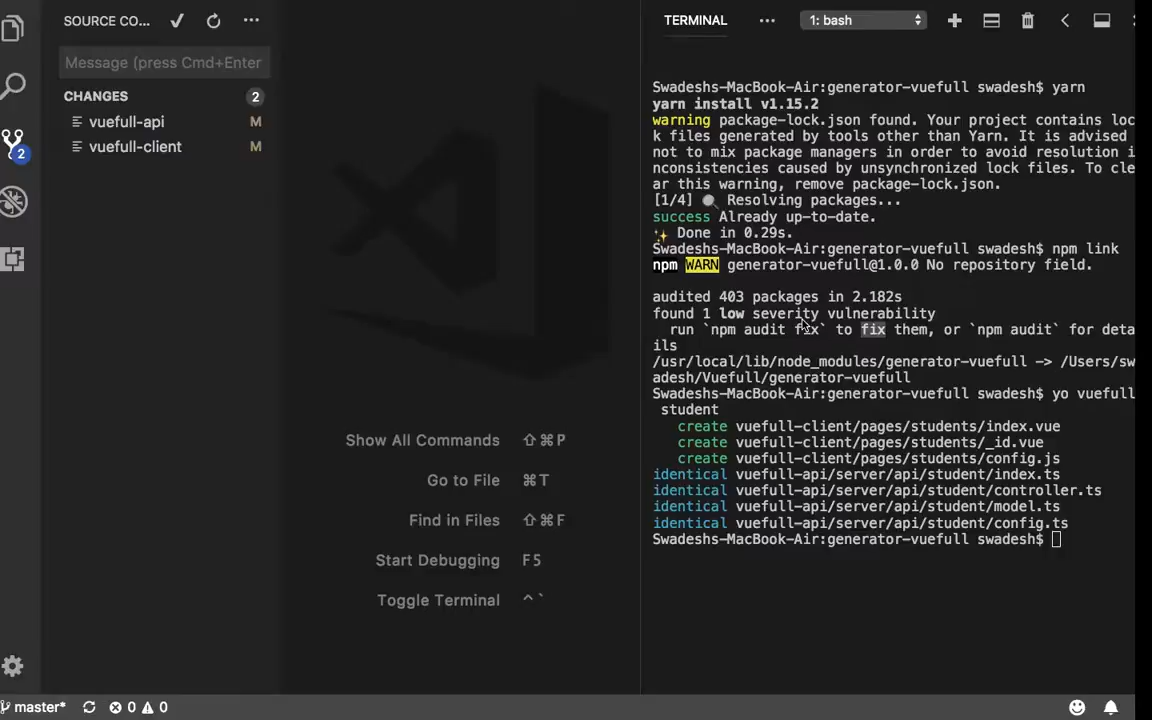 SOURCE CO...
Message (press Cmd+Enter
CHANGES 2
vuefull-api M
vuefull-client M
2
Show All Commands ⇧⌘P
Go to File ⌘T
Find in Files ⇧⌘F
Start Debugging F5
Toggle Terminal ^`
TERMINAL
1: bash
Swadeshs-MacBook-Air:generator-vuefull swadesh$ yarn
yarn install v1.15.2
warning package-lock.json found. Your project contains loc
k files generated by tools other than Yarn. It is advised
not to mix package managers in order to avoid resolution i
nconsistencies caused by unsynchronized lock files. To cle
ar this warning, remove package-lock.json.
[1/4] 🔍 Resolving packages...
success Already up-to-date.
✨ Done in 0.29s.
Swadeshs-MacBook-Air:generator-vuefull swadesh$ npm link
npm WARN generator-vuefull@1.0.0 No repository field.
audited 403 packages in 2.182s
found 1 low severity vulnerability
run `npm audit fix` to fix them, or `npm audit` for deta
ils
/usr/local/lib/node_modules/generator-vuefull -> /Users/sw
adesh/Vuefull/generator-vuefull
Swadeshs-MacBook-Air:generator-vuefull swadesh$ yo vuefull
student
create vuefull-client/pages/students/index.vue
create vuefull-client/pages/students/_id.vue
create vuefull-client/pages/students/config.js
identical vuefull-api/server/api/student/index.ts
identical vuefull-api/server/api/student/controller.ts
identical vuefull-api/server/api/student/model.ts
identical vuefull-api/server/api/student/config.ts
Swadeshs-MacBook-Air:generator-vuefull swadesh$
master* 0 0